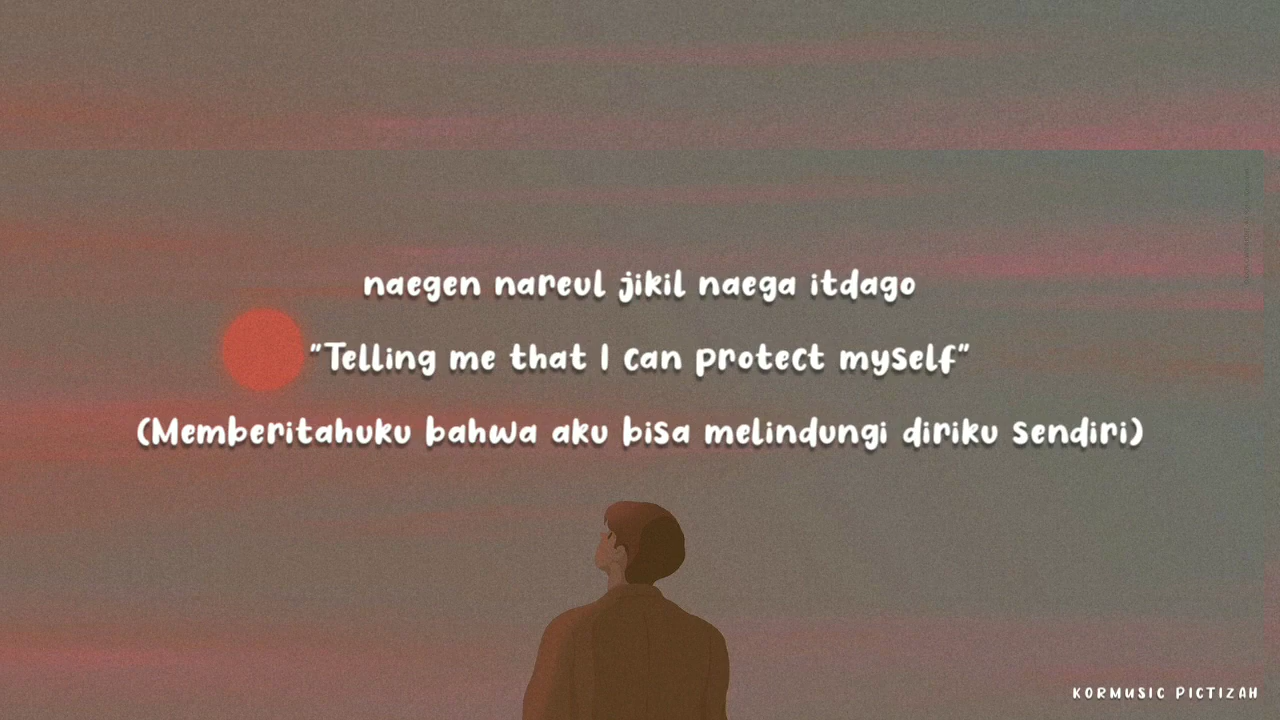 naegen nareul jikil naega itdago
"Telling me that I can protect myself"
(Memberitahuku bahwa aku bisa melindungi diriku sendiri)
KORMUSIC PICTIZAH